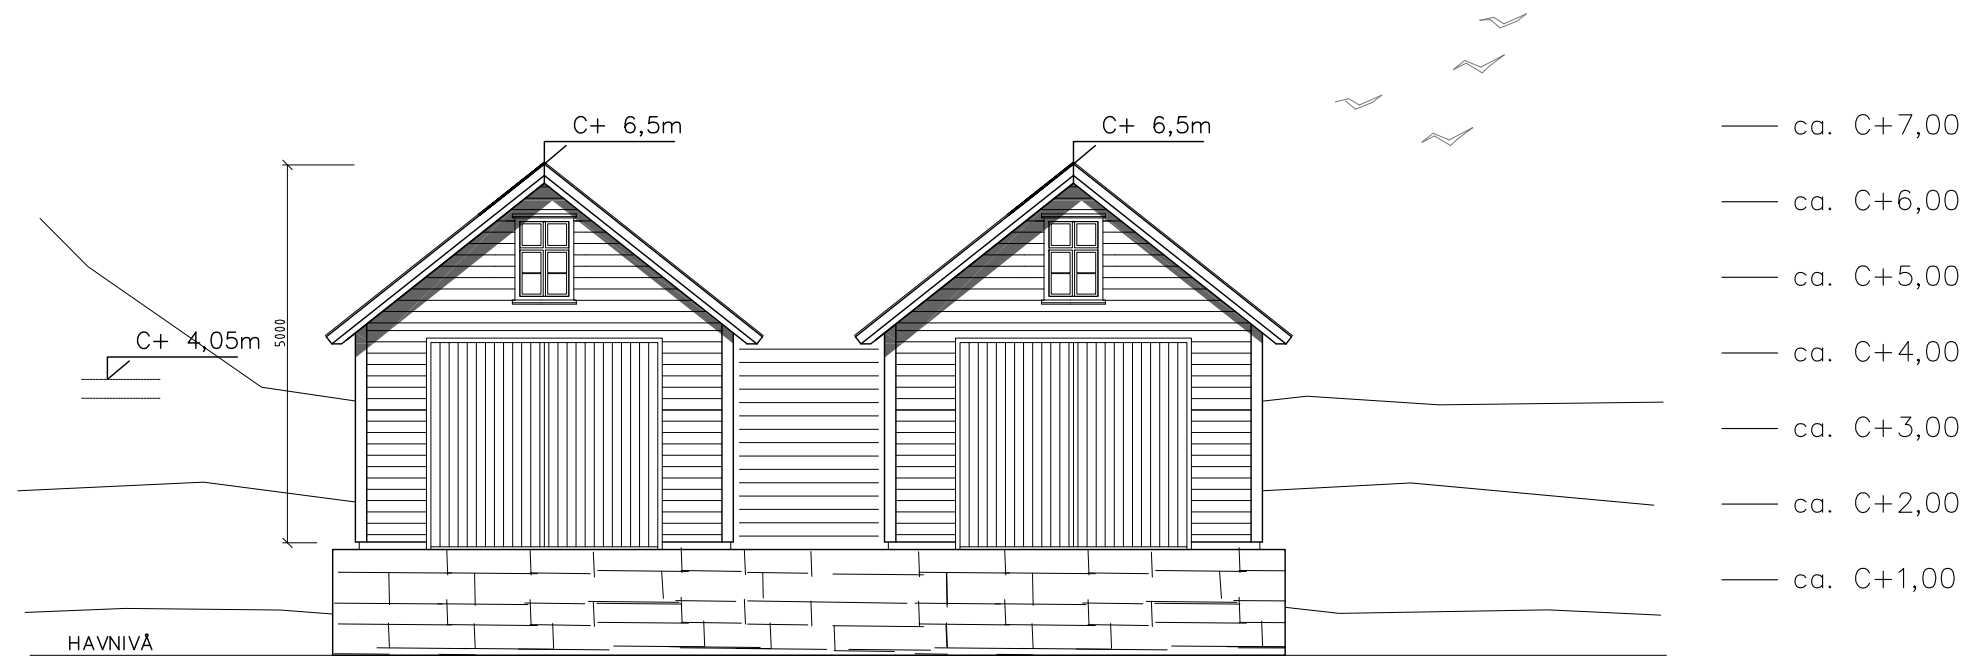 C+ 6,5m
C+ 6,5m
ca. C+7,00
ca. C+6,00
ca. C+5,00
5000
C+ 4,05m
ca. C+4,00
ca. C+3,00
ca. C+2,00
ca. C+1,00
HAVNIVÅ